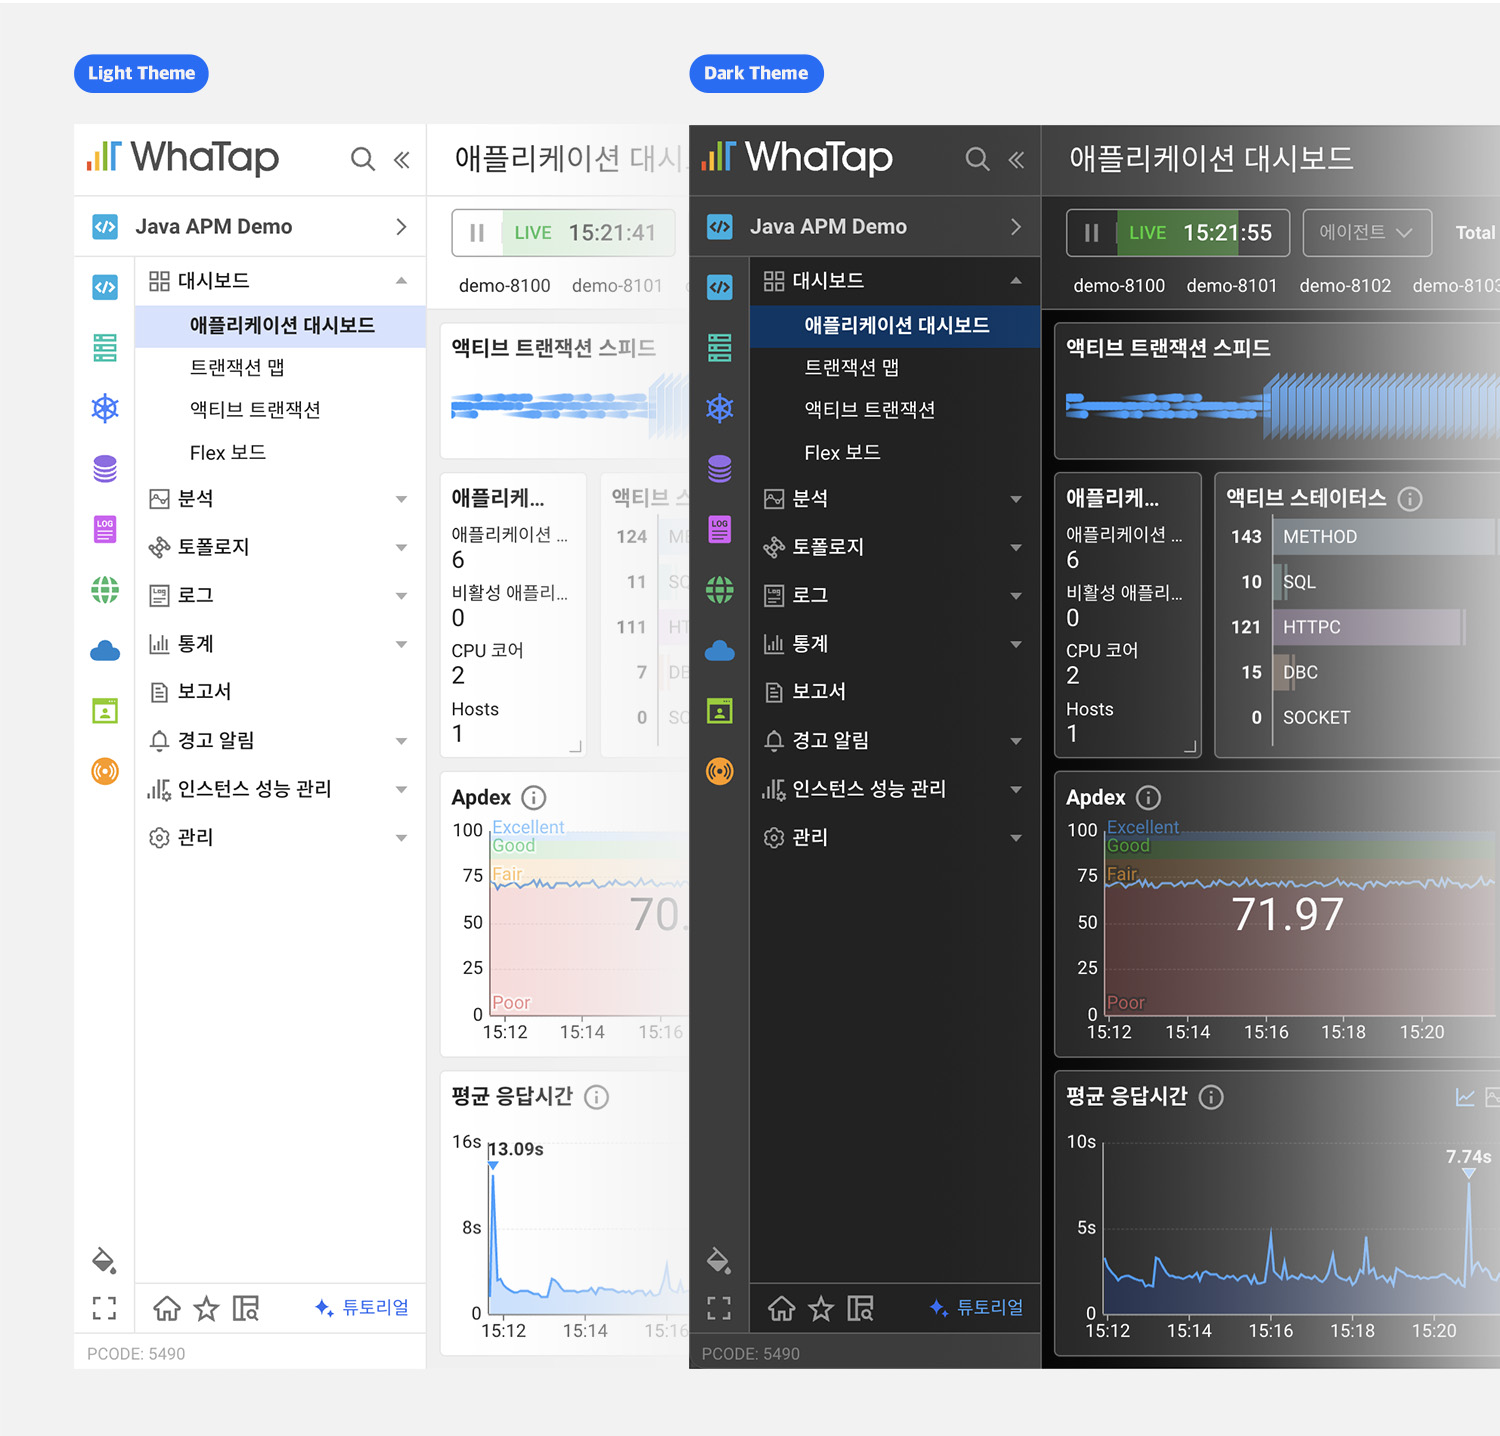 Light Theme
WhaTap
애플리케이션 대시
Java APM Demo
LIVE 15:21:41
demo-8100 demo-8101
대시보드
애플리케이션 대시보드
트랜잭션 맵
액티브 트랜잭션
Flex 보드
분석
토폴로지
LOG
Log
로그
통계
보고서
경고 알림
인스턴스 성능 관리
관리
튜토리얼
PCODE: 5490
액티브 트랜잭션 스피드
애플리케...
애플리케이션 ...
6
비활성 애플리...
0
CPU 코어
2
Hosts
1
액티브
124
11
111
7
0
Apdex
100
75
50
25
0
Excellent
Good
Fair
Poor
70.
15:12 15:14 15:16
평균 응답시간
16s
13.09s
8s
0
15:12 15:14 15:16
Dark Theme
WhaTap
애플리케이션 대시보드
Java APM Demo
LIVE 15:21:55
에이전트
Total
demo-8100 demo-8101 demo-8102 demo-8103
대시보드
애플리케이션 대시보드
트랜잭션 맵
액티브 트랜잭션
Flex 보드
분석
토폴로지
LOG
Log
로그
통계
보고서
경고 알림
인스턴스 성능 관리
관리
튜토리얼
PCODE: 5490
액티브 트랜잭션 스피드
애플리케...
애플리케이션 ...
6
비활성 애플리...
0
CPU 코어
2
Hosts
1
액티브 스테이터스
143 METHOD
10 SQL
121 HTTPC
15 DBC
0 SOCKET
Apdex
100
75
50
25
0
Excellent
Good
Fair
Poor
71.97
15:12 15:14 15:16 15:18 15:20
평균 응답시간
10s
7.74s
5s
0
15:12 15:14 15:16 15:18 15:20